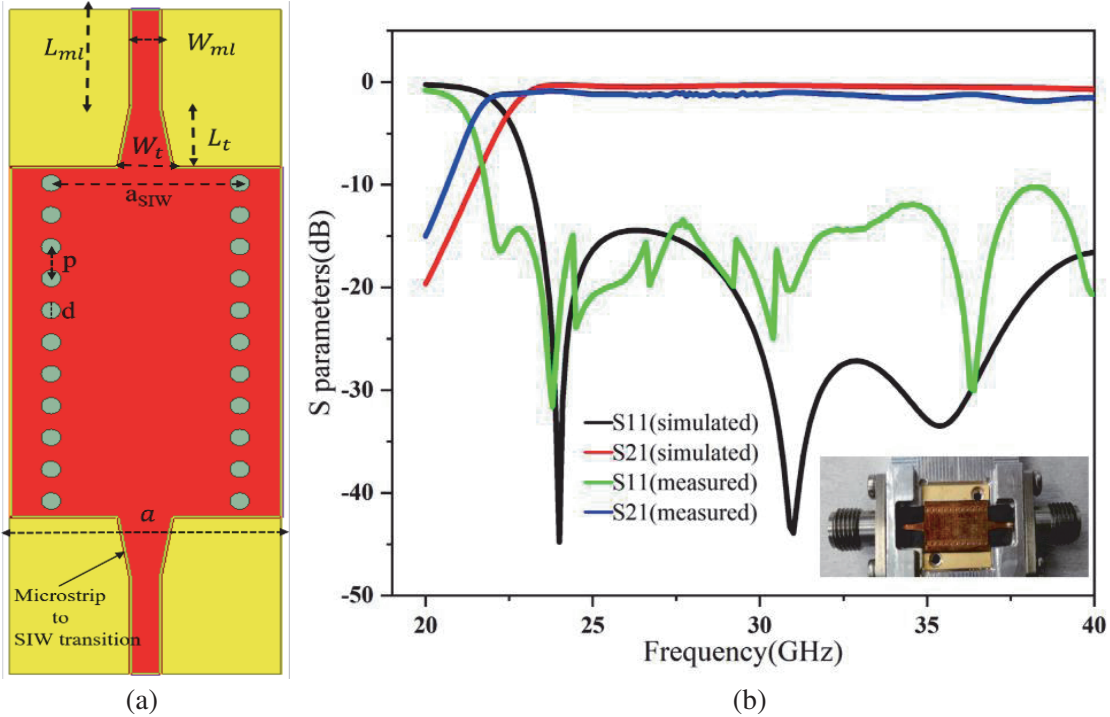 L_ml
W_ml
L_t
W_t
a_SIW
p
d
a
Microstrip
to
SIW transition
(a)
S parameters(dB)
0
-10
-20
-30
-40
-50
S11(simulated)
S21(simulated)
S11(measured)
S21(measured)
20
25
30
35
40
Frequency(GHz)
(b)